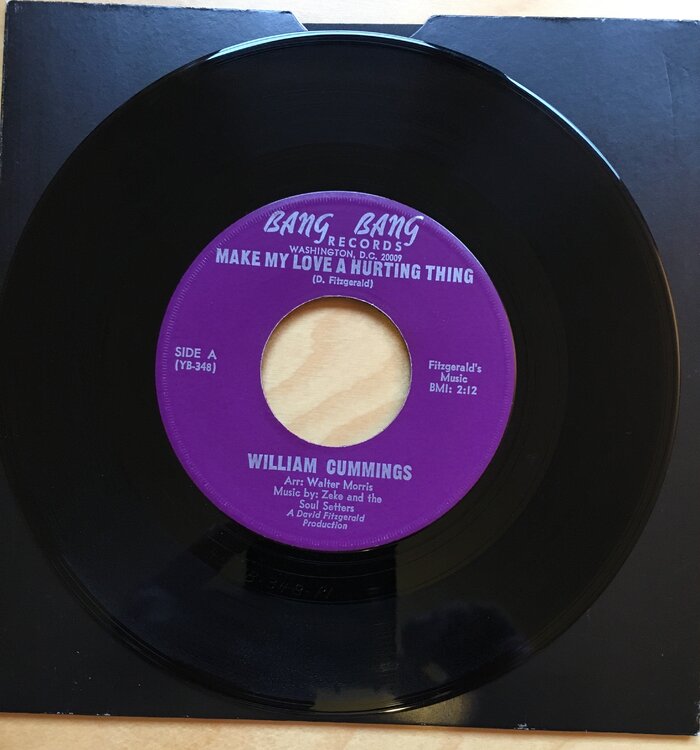 BANG BANG
RECORDS
WASHINGTON, D.C. 20009
MAKE MY LOVE A HURTING THING
(D. Fitzgerald)
SIDE A
(YB-348)
Fitzgerald's
Music
BMI: 2:12
WILLIAM CUMMINGS
Arr: Walter Morris
Music by: Zeke and the
Soul Setters
A David Fitzgerald
Production